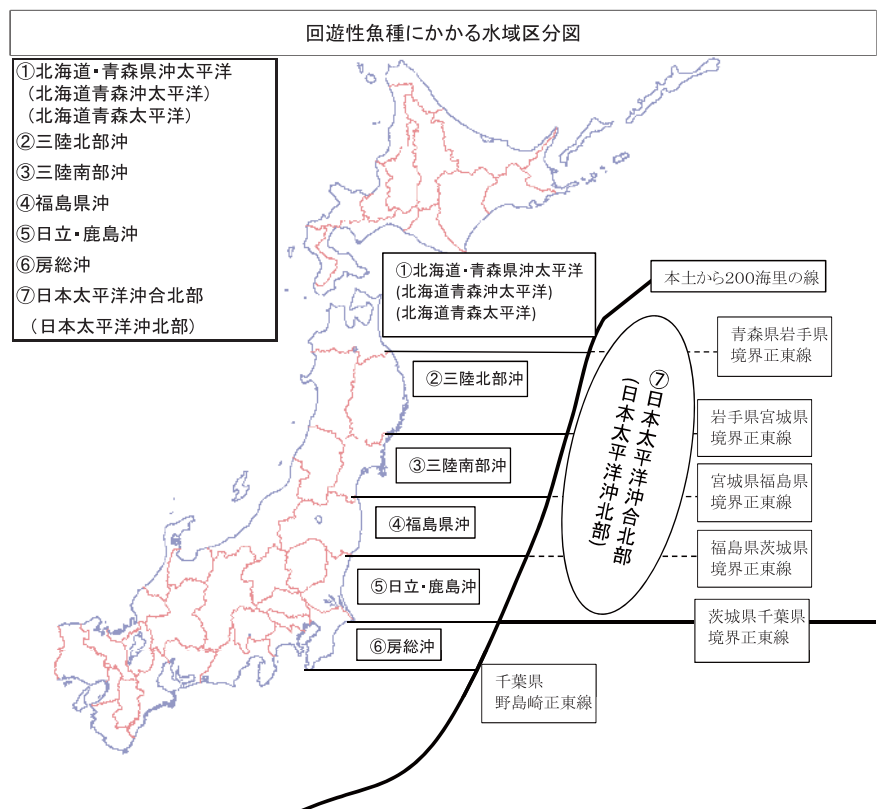 回遊性魚種にかかる水域区分図
①北海道・青森県沖太平洋
(北海道青森沖太平洋)
(北海道青森太平洋)
②三陸北部沖
③三陸南部沖
④福島県沖
⑤日立・鹿島沖
⑥房総沖
⑦日本太平洋沖合北部
(日本太平洋沖北部)
①北海道・青森県沖太平洋
(北海道青森沖太平洋)
(北海道青森太平洋)
本土から200海里の線
青森県岩手県
境界正東線
②三陸北部沖
⑦日本太平洋沖合北部
(日本太平洋沖北部)
岩手県宮城県
境界正東線
③三陸南部沖
宮城県福島県
境界正東線
④福島県沖
福島県茨城県
境界正東線
⑤日立・鹿島沖
茨城県千葉県
境界正東線
⑥房総沖
千葉県
野島崎正東線